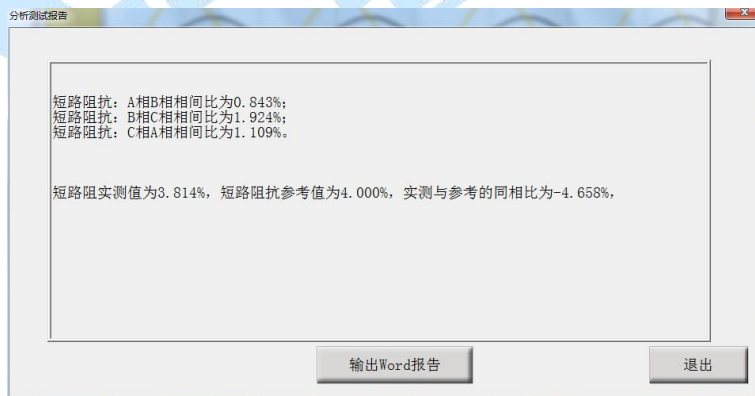 分析测试报告
短路阻抗：A相B相相间比为0.843%；
短路阻抗：B相C相相间比为1.924%；
短路阻抗：C相A相相间比为1.109%。
短路阻实测值为3.814%，短路阻抗参考值为4.000%，实测与参考的同相比为-4.658%，
输出Word报告
退出